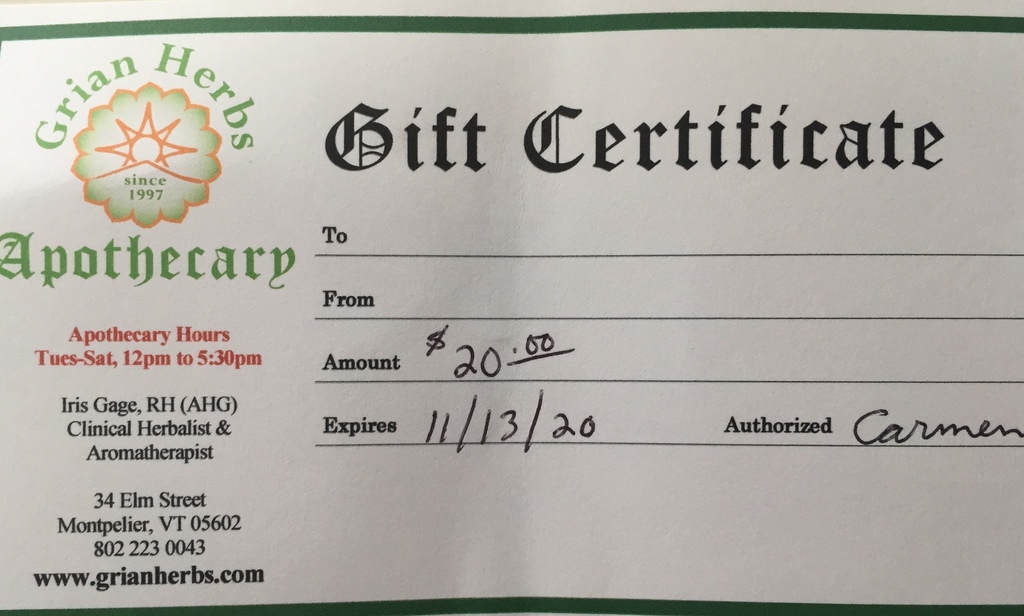 Grian Herbs
since
1997
Apothecary
Apothecary Hours
Tues-Sat, 12pm to 5:30pm
Iris Gage, RH (AHG)
Clinical Herbalist &
Aromatherapist
34 Elm Street
Montpelier, VT 05602
802 223 0043
www.grianherbs.com
Gift Certificate
To
From
Amount $20.00
Expires 11/13/20 Authorized Carmen